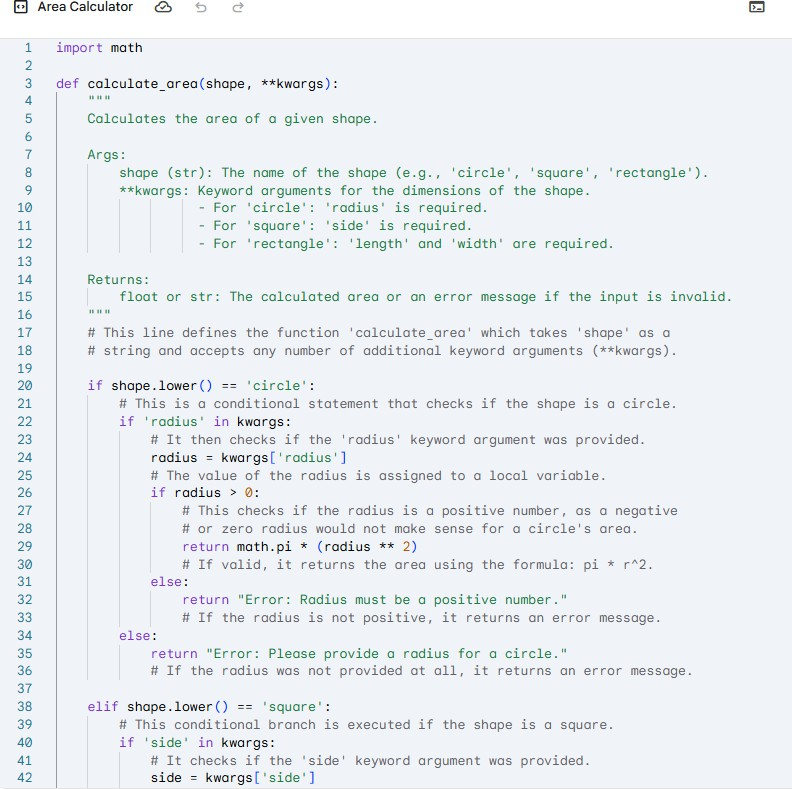 Area Calculator
1 import math
2
3 def calculate_area(shape, **kwargs):
4 """
5 Calculates the area of a given shape.
6
7 Args:
8 shape (str): The name of the shape (e.g., 'circle', 'square', 'rectangle').
9 **kwargs: Keyword arguments for the dimensions of the shape.
10 - For 'circle': 'radius' is required.
11 - For 'square': 'side' is required.
12 - For 'rectangle': 'length' and 'width' are required.
13
14 Returns:
15 float or str: The calculated area or an error message if the input is invalid.
16 """
17 # This line defines the function 'calculate_area' which takes 'shape' as a
18 # string and accepts any number of additional keyword arguments (**kwargs).
19
20 if shape.lower() == 'circle':
21 # This is a conditional statement that checks if the shape is a circle.
22 if 'radius' in kwargs:
23 # It then checks if the 'radius' keyword argument was provided.
24 radius = kwargs['radius']
25 # The value of the radius is assigned to a local variable.
26 if radius > 0:
27 # This checks if the radius is a positive number, as a negative
28 # or zero radius would not make sense for a circle's area.
29 return math.pi * (radius ** 2)
30 # If valid, it returns the area using the formula: pi * r^2.
31 else:
32 return "Error: Radius must be a positive number."
33 # If the radius is not positive, it returns an error message.
34 else:
35 return "Error: Please provide a radius for a circle."
36 # If the radius was not provided at all, it returns an error message.
37
38 elif shape.lower() == 'square':
39 # This conditional branch is executed if the shape is a square.
40 if 'side' in kwargs:
41 # It checks if the 'side' keyword argument was provided.
42 side = kwargs['side']